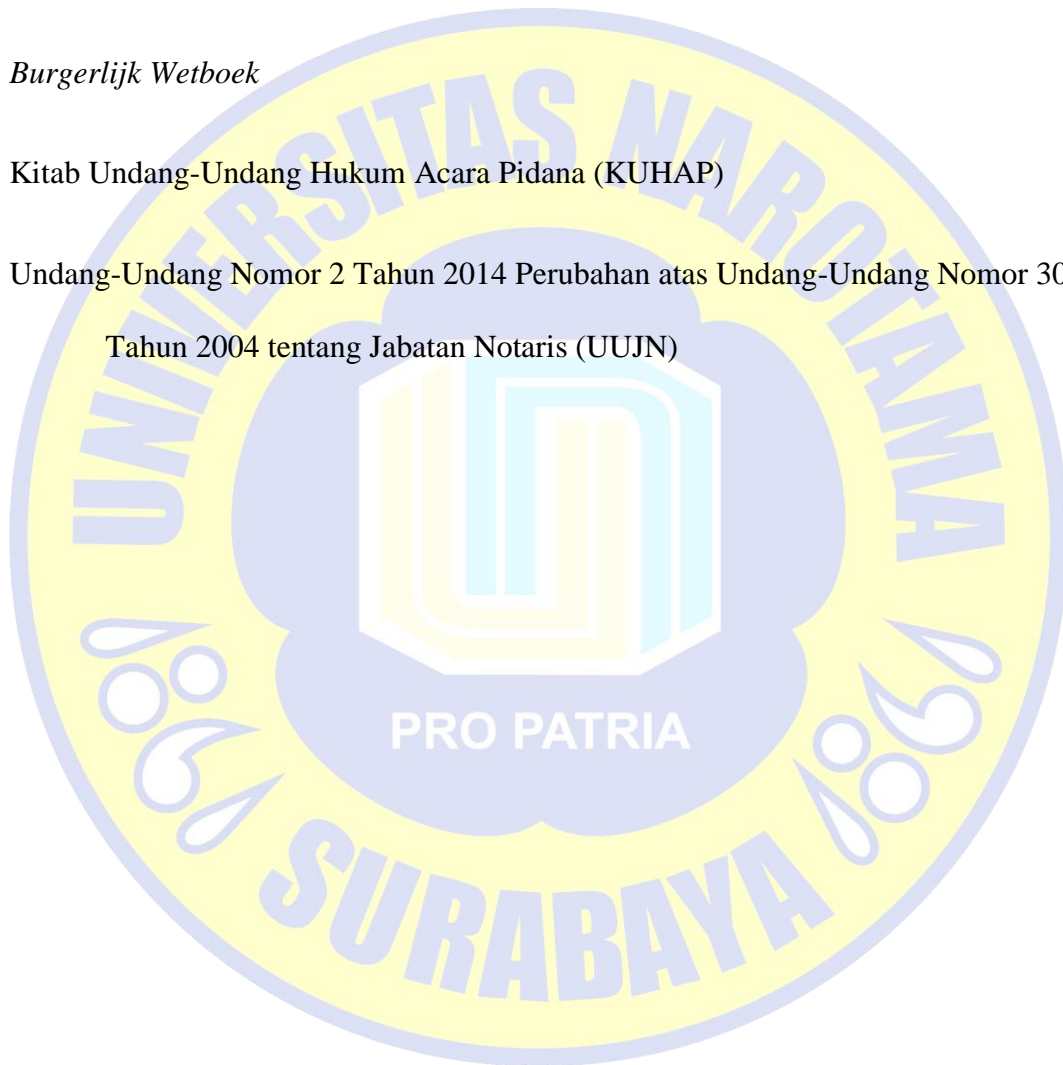 Burgerlijk Wetboek
Kitab Undang-Undang Hukum Acara Pidana (KUHAP)
Undang-Undang Nomor 2 Tahun 2014 Perubahan atas Undang-Undang Nomor 30
Tahun 2004 tentang Jabatan Notaris (UUJN)
UNIVERSITAS NAROTAMA
PRO PATRIA
SURABAYA